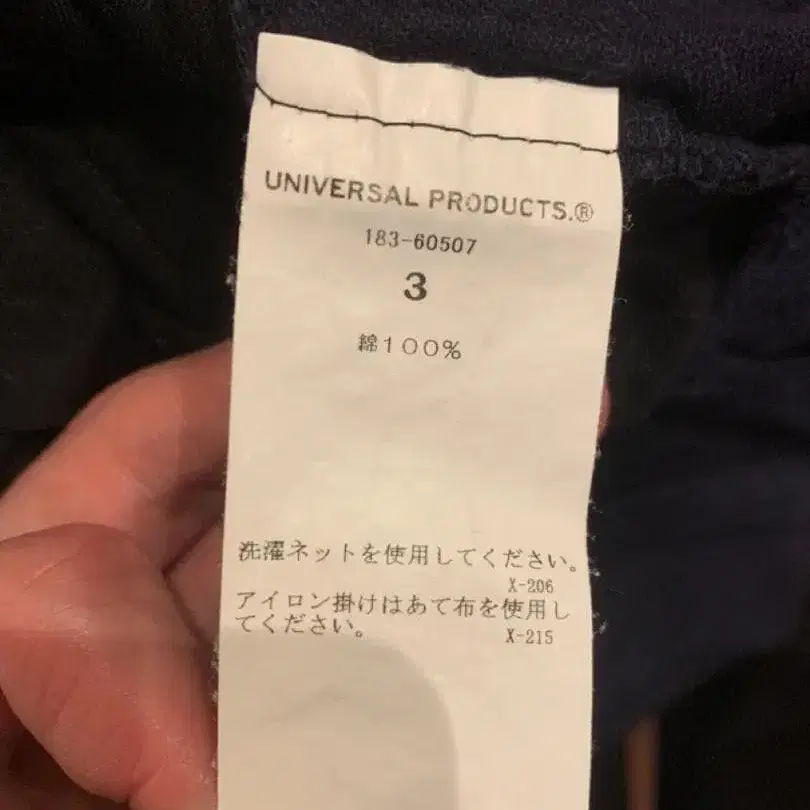 UNIVERSAL PRODUCTS.®
183-60507
3
綿100%
洗濯ネットを使用してください。
X-206
アイロン掛けはあて布を使用し
てください。
X-215